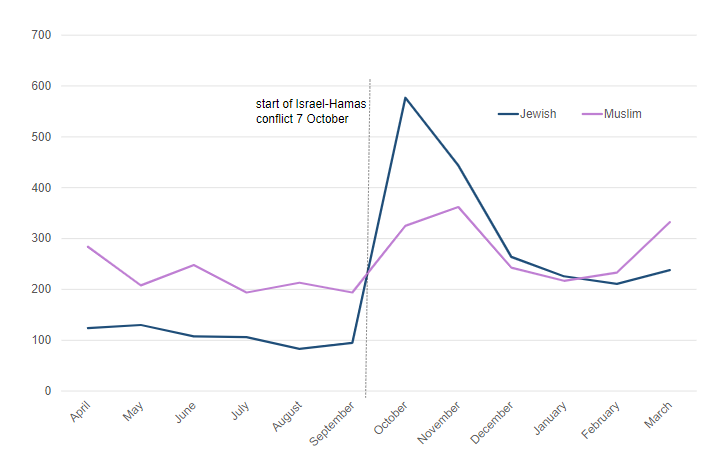 700
600
500
400
300
200
100
0
start of Israel-Hamas
conflict 7 October
Jewish
Muslim
April
May
June
July
August
September
October
November
December
January
February
March